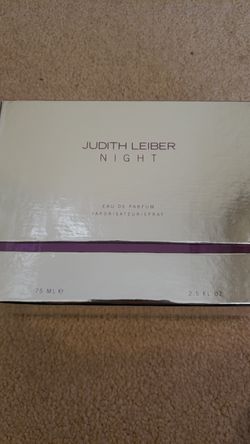 JUDITH LEIBER
NIGHT
EAU DE PARFUM
VAPORISATEUR/SPRAY
75 ML ℮ 2.5 FL OZ